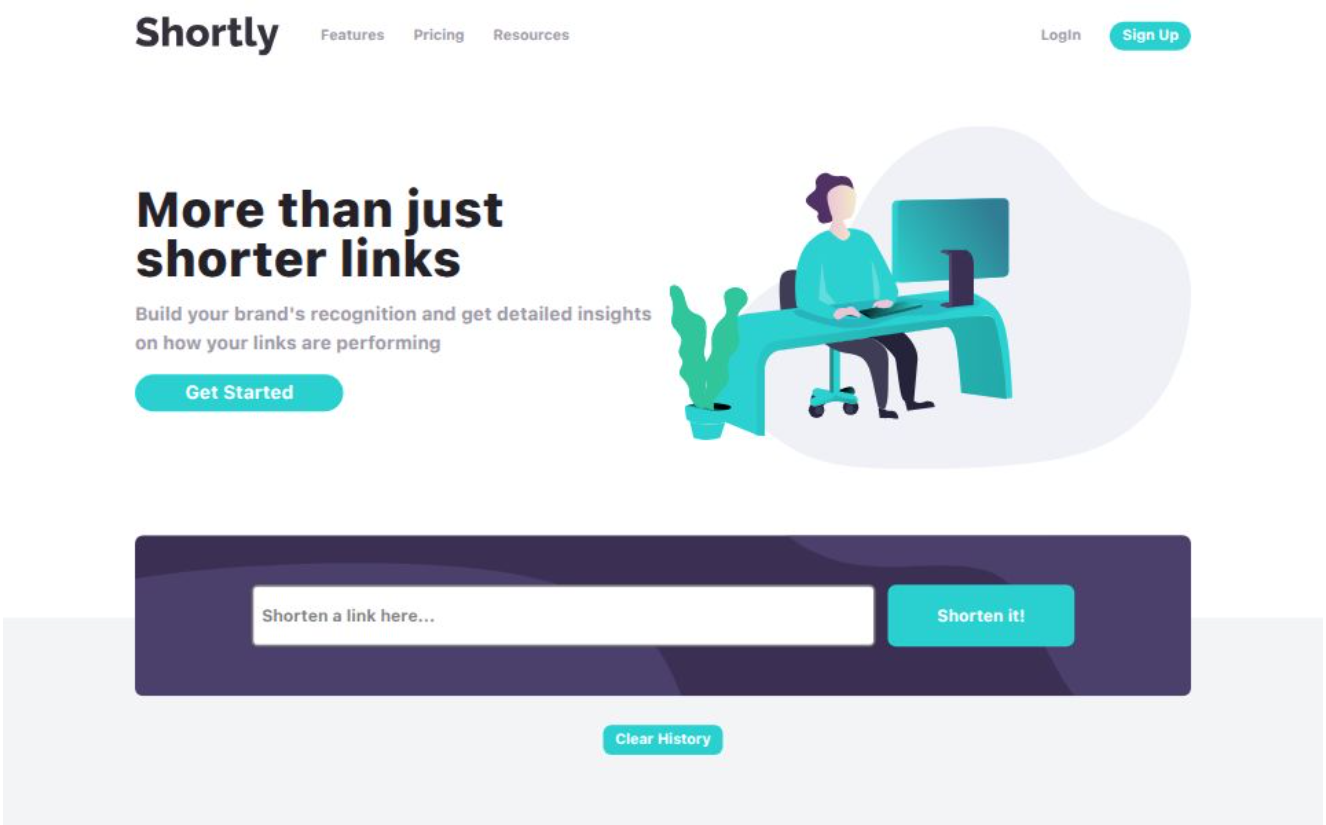 Shortly
Features
Pricing
Resources
LogIn
Sign Up
More than just
shorter links
Build your brand's recognition and get detailed insights
on how your links are performing
Get Started
Shorten a link here...
Shorten it!
Clear History